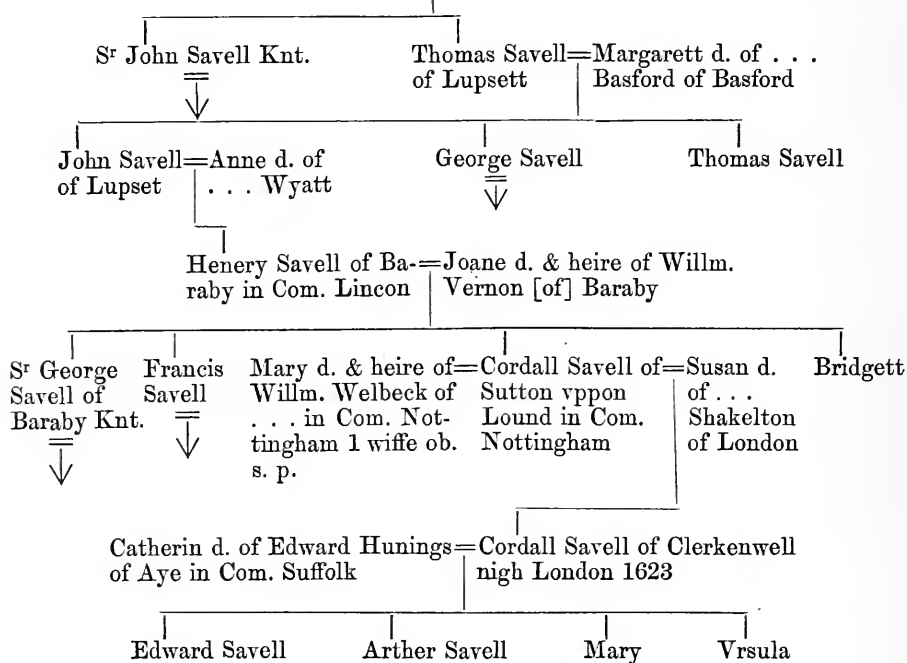 Sr John Savell Knt.
Thomas Savell=Margarett d. of . . .
of Lupsett Basford of Basford
John Savell=Anne d. of
of Lupset . . . Wyatt
George Savell
Thomas Savell
Henery Savell of Ba-=Joane d. & heire of Willm.
raby in Com. Lincon Vernon [of] Baraby
Sr George
Savell of
Baraby Knt.
Francis
Savell
Mary d. & heire of=Cordall Savell of=Susan d.
Willm. Welbeck of Sutton vppon of . . .
. . . in Com. Not- Lound in Com. Shakelton
tingham 1 wiffe ob. Nottingham of London
s. p.
Bridgett
Catherin d. of Edward Hunings=Cordall Savell of Clerkenwell
of Aye in Com. Suffolk nigh London 1623
Edward Savell Arther Savell Mary Vrsula